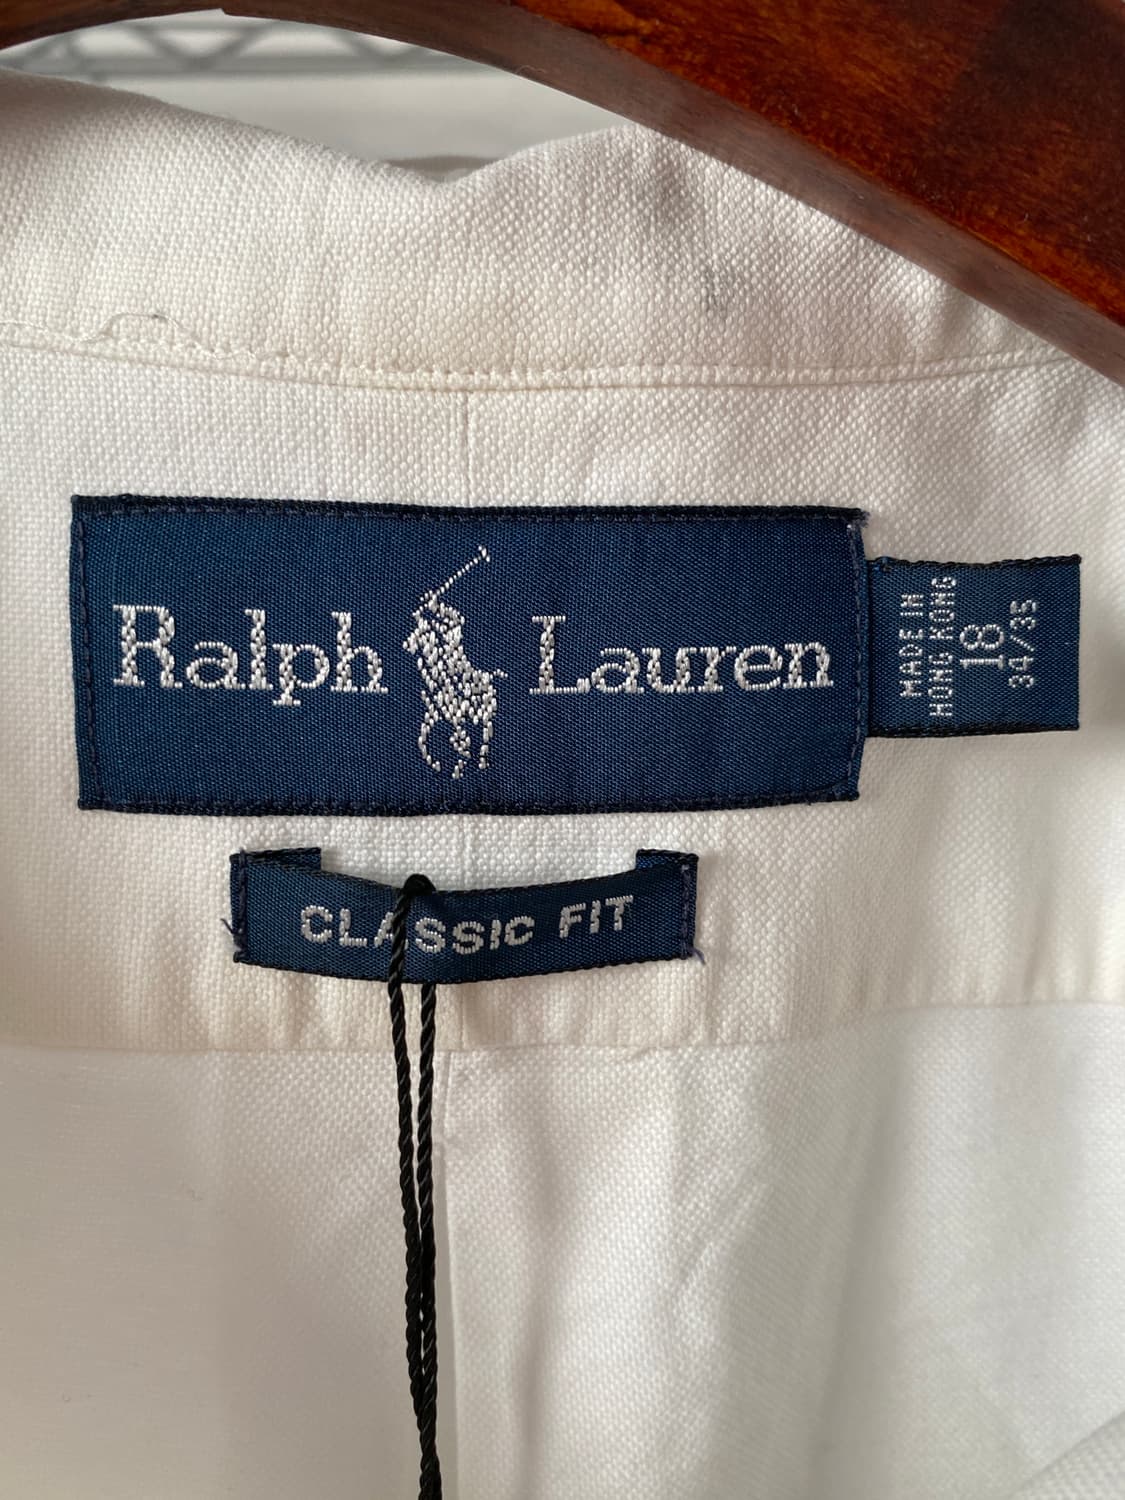 Ralph Lauren
MADE IN
HONG KONG
18
34/35
CLASSIC FIT